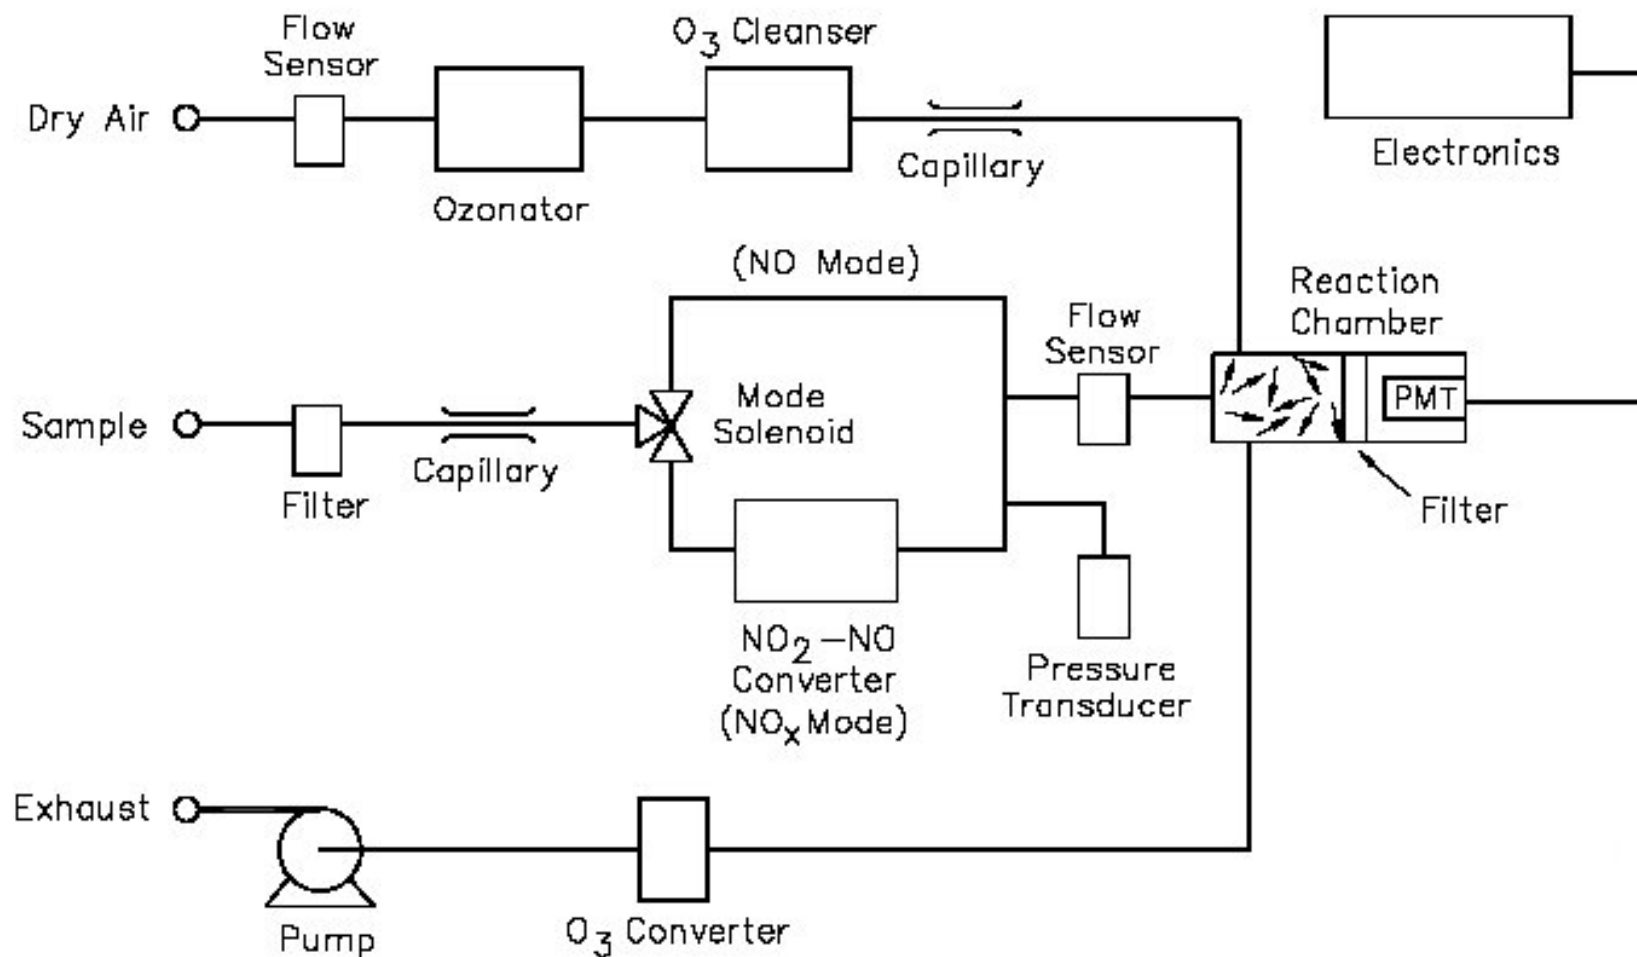 Flow
Sensor
O3 Cleanser
Dry Air
Ozonator
Capillary
Electronics
(NO Mode)
Reaction
Chamber
Flow
Sensor
Sample
Mode
Solenoid
PMT
Filter
Capillary
Filter
NO2-NO
Converter
(NOx Mode)
Pressure
Transducer
Exhaust
Pump
O3 Converter